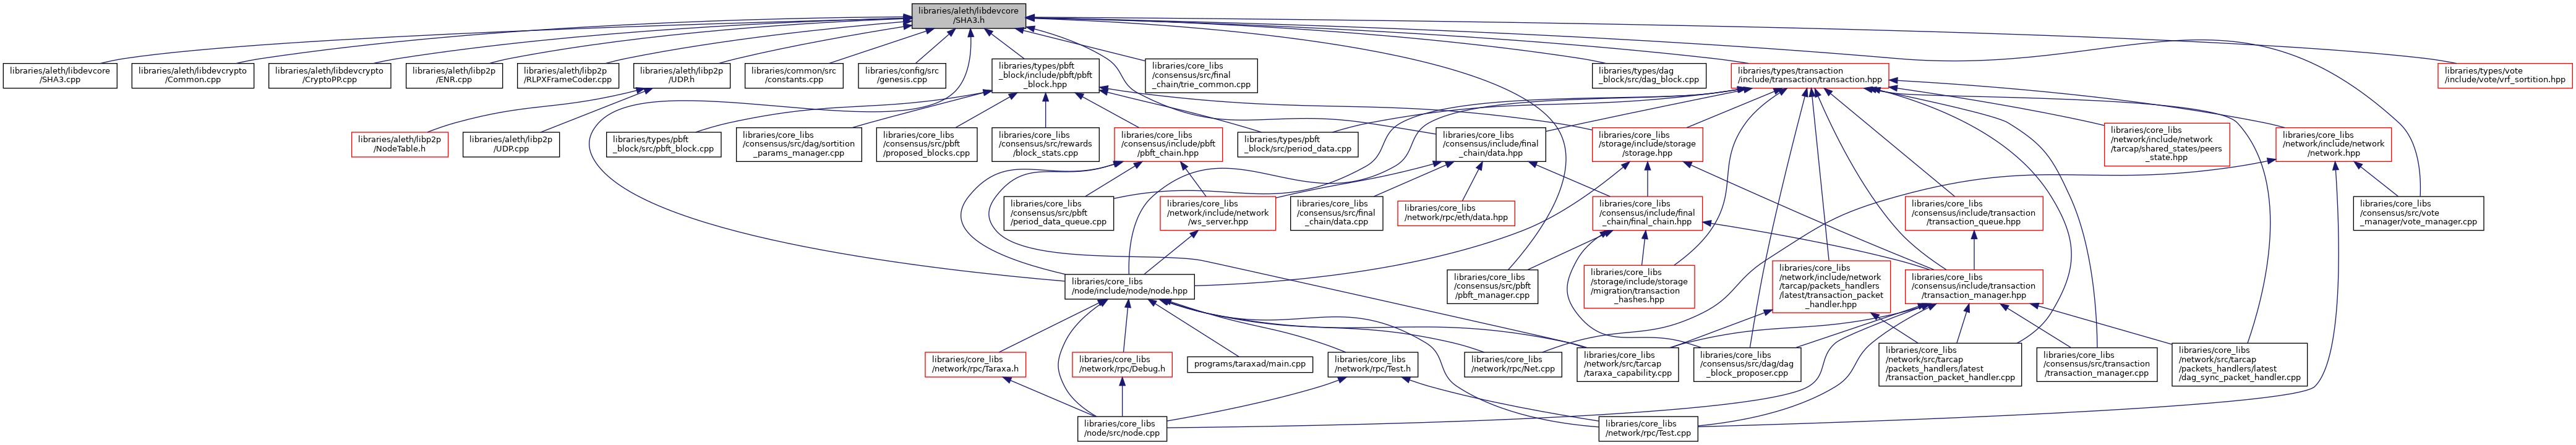 libraries/aleth/libdevcore
/SHA3.h
libraries/aleth/libdevcore
/SHA3.cpp
libraries/aleth/libdevcrypto
/Common.cpp
libraries/aleth/libdevcrypto
/CryptoPP.cpp
libraries/aleth/libp2p
/ENR.cpp
libraries/aleth/libp2p
/RLPXFrameCoder.cpp
libraries/aleth/libp2p
/UDP.h
libraries/common/src
/constants.cpp
libraries/config/src
/genesis.cpp
libraries/types/pbft
_block/include/pbft/pbft
_block.hpp
libraries/core_libs
/consensus/src/final
_chain/trie_common.cpp
libraries/types/dag
_block/src/dag_block.cpp
libraries/types/transaction
/include/transaction/transaction.hpp
libraries/types/vote
/include/vote/vrf_sortition.hpp
libraries/aleth/libp2p
/NodeTable.h
libraries/aleth/libp2p
/UDP.cpp
libraries/types/pbft
_block/src/pbft_block.cpp
libraries/core_libs
/consensus/src/dag/sortition
_params_manager.cpp
libraries/core_libs
/consensus/src/pbft
/proposed_blocks.cpp
libraries/core_libs
/consensus/src/rewards
/block_stats.cpp
libraries/core_libs
/consensus/include/pbft
/pbft_chain.hpp
libraries/types/pbft
_block/src/period_data.cpp
libraries/core_libs
/consensus/include/final
_chain/data.hpp
libraries/core_libs
/storage/include/storage
/storage.hpp
libraries/core_libs
/network/include/network
/tarcap/shared_states/peers
_state.hpp
libraries/core_libs
/network/include/network
/network.hpp
libraries/core_libs
/consensus/src/pbft
/period_data_queue.cpp
libraries/core_libs
/network/include/network
/ws_server.hpp
libraries/core_libs
/consensus/src/final
_chain/data.cpp
libraries/core_libs
/network/rpc/eth/data.hpp
libraries/core_libs
/consensus/include/final
_chain/final_chain.hpp
libraries/core_libs
/consensus/include/transaction
/transaction_queue.hpp
libraries/core_libs
/consensus/src/vote
_manager/vote_manager.cpp
libraries/core_libs
/node/include/node/node.hpp
libraries/core_libs
/consensus/src/pbft
/pbft_manager.cpp
libraries/core_libs
/storage/include/storage
/migration/transaction
_hashes.hpp
libraries/core_libs
/network/include/network
/tarcap/packets_handlers
/latest/transaction_packet
_handler.hpp
libraries/core_libs
/consensus/include/transaction
/transaction_manager.hpp
libraries/core_libs
/network/rpc/Taraxa.h
libraries/core_libs
/network/rpc/Debug.h
programs/taraxad/main.cpp
libraries/core_libs
/network/rpc/Test.h
libraries/core_libs
/network/rpc/Net.cpp
libraries/core_libs
/network/src/tarcap
/taraxa_capability.cpp
libraries/core_libs
/consensus/src/dag/dag
_block_proposer.cpp
libraries/core_libs
/network/src/tarcap
/packets_handlers/latest
/transaction_packet_handler.cpp
libraries/core_libs
/consensus/src/transaction
/transaction_manager.cpp
libraries/core_libs
/network/src/tarcap
/packets_handlers/latest
/dag_sync_packet_handler.cpp
libraries/core_libs
/node/src/node.cpp
libraries/core_libs
/network/rpc/Test.cpp